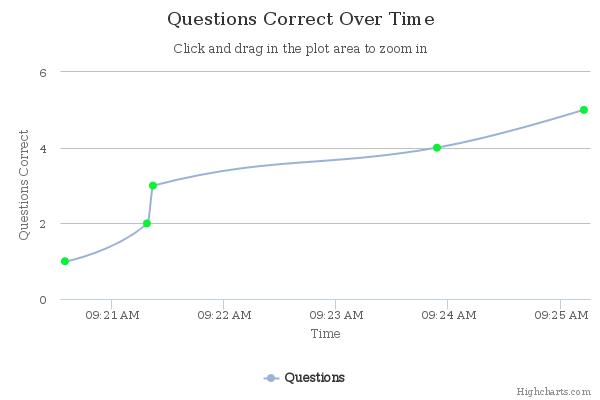 Questions Correct Over Time
Click and drag in the plot area to zoom in
Questions Correct
6
4
2
0
09:21 AM 09:22 AM 09:23 AM 09:24 AM 09:25 AM
Time
Questions
Highcharts.com